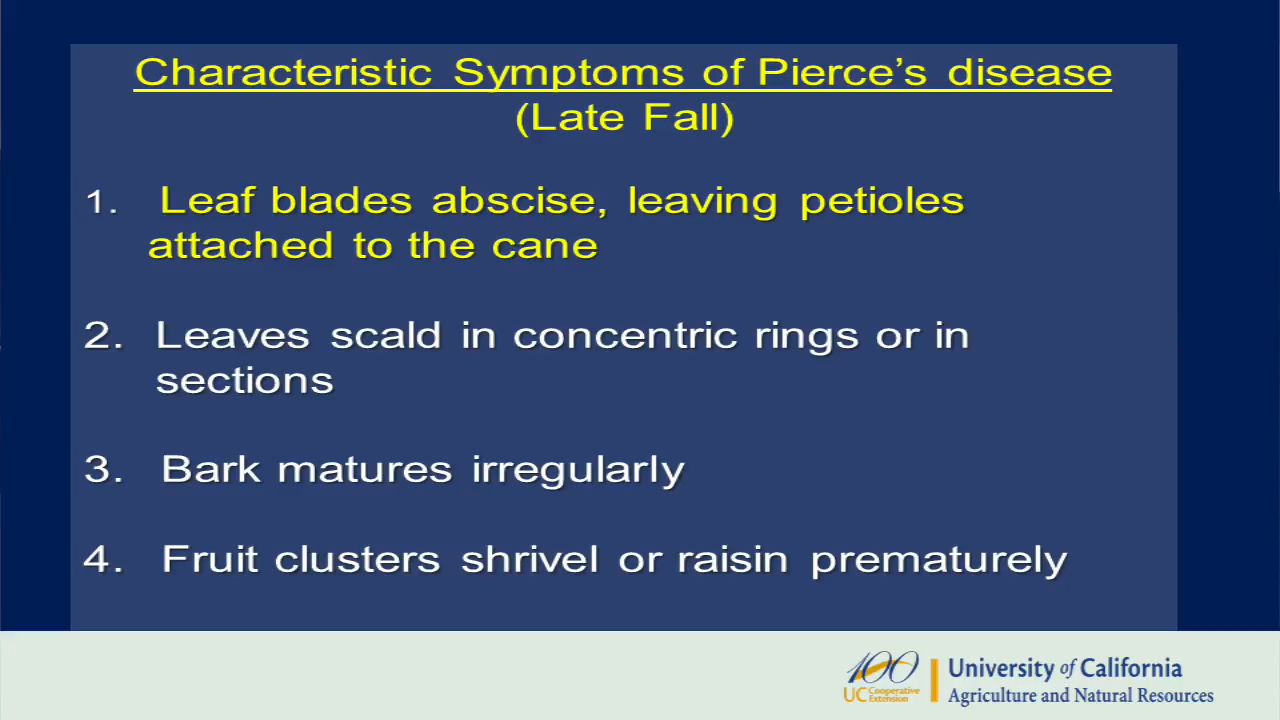 Characteristic Symptoms of Pierce's disease
(Late Fall)
1. Leaf blades abscise, leaving petioles
attached to the cane
2. Leaves scald in concentric rings or in
sections
3. Bark matures irregularly
4. Fruit clusters shrivel or raisin prematurely
100
UC Cooperative
Extension
University of California
Agriculture and Natural Resources